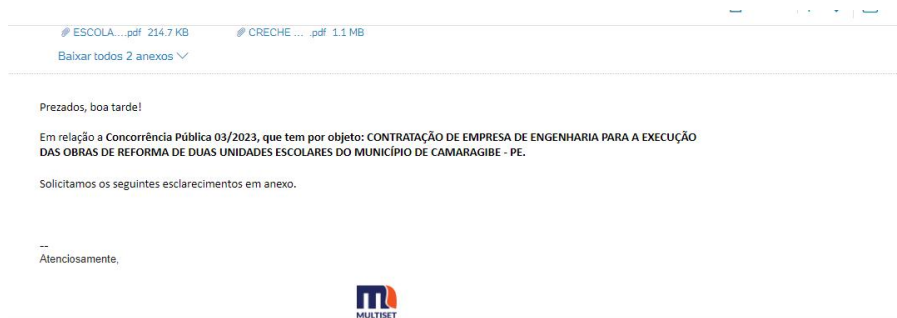 ESCOLA....pdf 214.7 KB CRECHE ... .pdf 1.1 MB
Baixar todos 2 anexos
Prezados, boa tarde!
Em relação a Concorrência Pública 03/2023, que tem por objeto: CONTRATAÇÃO DE EMPRESA DE ENGENHARIA PARA A EXECUÇÃO
DAS OBRAS DE REFORMA DE DUAS UNIDADES ESCOLARES DO MUNICÍPIO DE CAMARAGIBE - PE.
Solicitamos os seguintes esclarecimentos em anexo.
--
Atenciosamente,
MULTISET